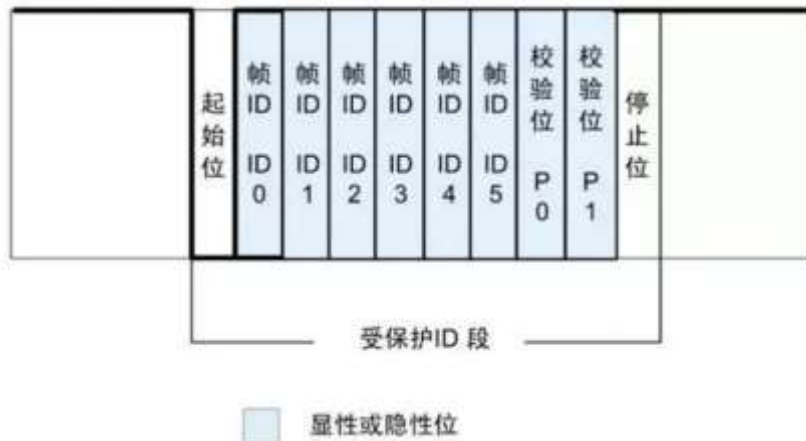 起始位
帧ID ID0
帧ID ID1
帧ID ID2
帧ID ID3
帧ID ID4
帧ID ID5
校验位 P0
校验位 P1
停止位
受保护ID 段
显性或隐性位